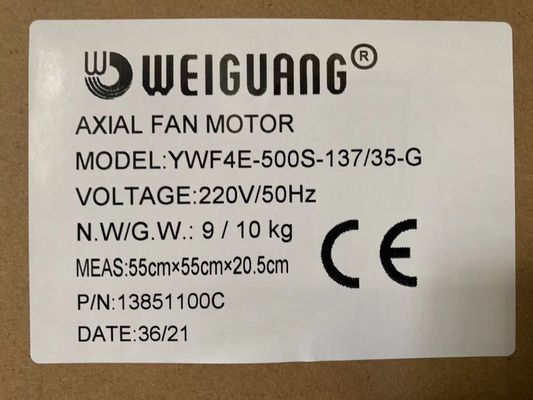 WEIGUANG®
AXIAL FAN MOTOR
MODEL:YWF4E-500S-137/35-G
VOLTAGE:220V/50Hz
N.W/G.W.: 9 / 10 kg
MEAS:55cm×55cm×20.5cm
CE
P/N:13851100C
DATE:36/21